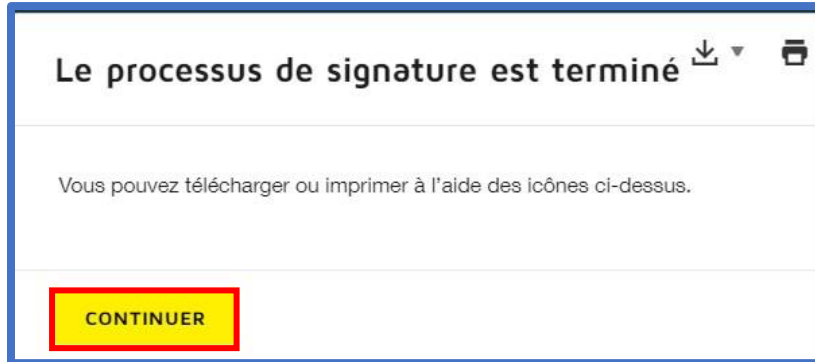 Le processus de signature est terminé
Vous pouvez télécharger ou imprimer à l’aide des icônes ci-dessus.
CONTINUER